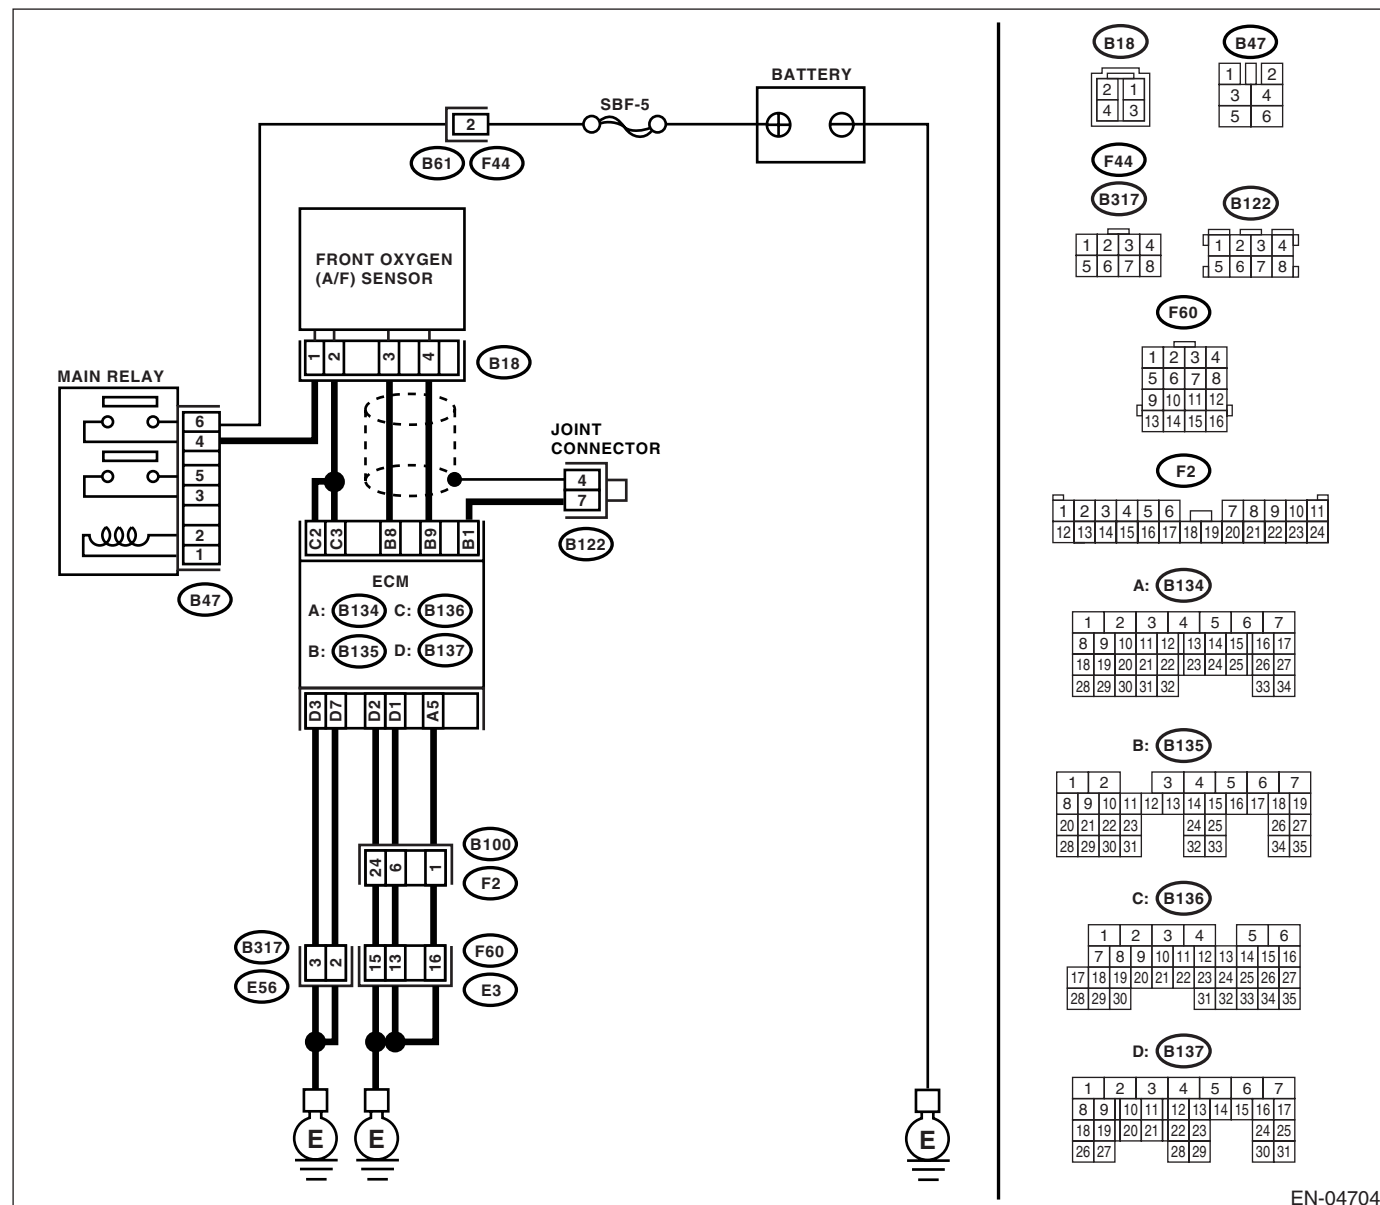 BATTERY
SBF-5
2
B61 F44
FRONT OXYGEN
(A/F) SENSOR
1 2 3 4
B18
MAIN RELAY
6
4
5
3
2
1
B47
JOINT
CONNECTOR
4
7
B122
C2 C3 B8 B9 B1
ECM
A: B134 C: B136
B: B135 D: B137
D3 D7 D2 D1 A5
B100
24 6 1
F2
B317
3 2
E56
F60
15 13 16
E3
E E E
B18
2 1
4 3
B47
1 2
3 4
5 6
F44
B317
1 2 3 4
5 6 7 8
B122
1 2 3 4
5 6 7 8
F60
1 2 3 4
5 6 7 8
9 10 11 12
13 14 15 16
F2
1 2 3 4 5 6 7 8 9 10 11
12 13 14 15 16 17 18 19 20 21 22 23 24
A: B134
1 2 3 4 5 6 7
8 9 10 11 12 13 14 15 16 17
18 19 20 21 22 23 24 25 26 27
28 29 30 31 32 33 34
B: B135
1 2 3 4 5 6 7
8 9 10 11 12 13 14 15 16 17 18 19
20 21 22 23 24 25 26 27
28 29 30 31 32 33 34 35
C: B136
1 2 3 4 5 6
7 8 9 10 11 12 13 14 15 16
17 18 19 20 21 22 23 24 25 26 27
28 29 30 31 32 33 34 35
D: B137
1 2 3 4 5 6 7
8 9 10 11 12 13 14 15 16 17
18 19 20 21 22 23 24 25
26 27 28 29 30 31
EN-04704